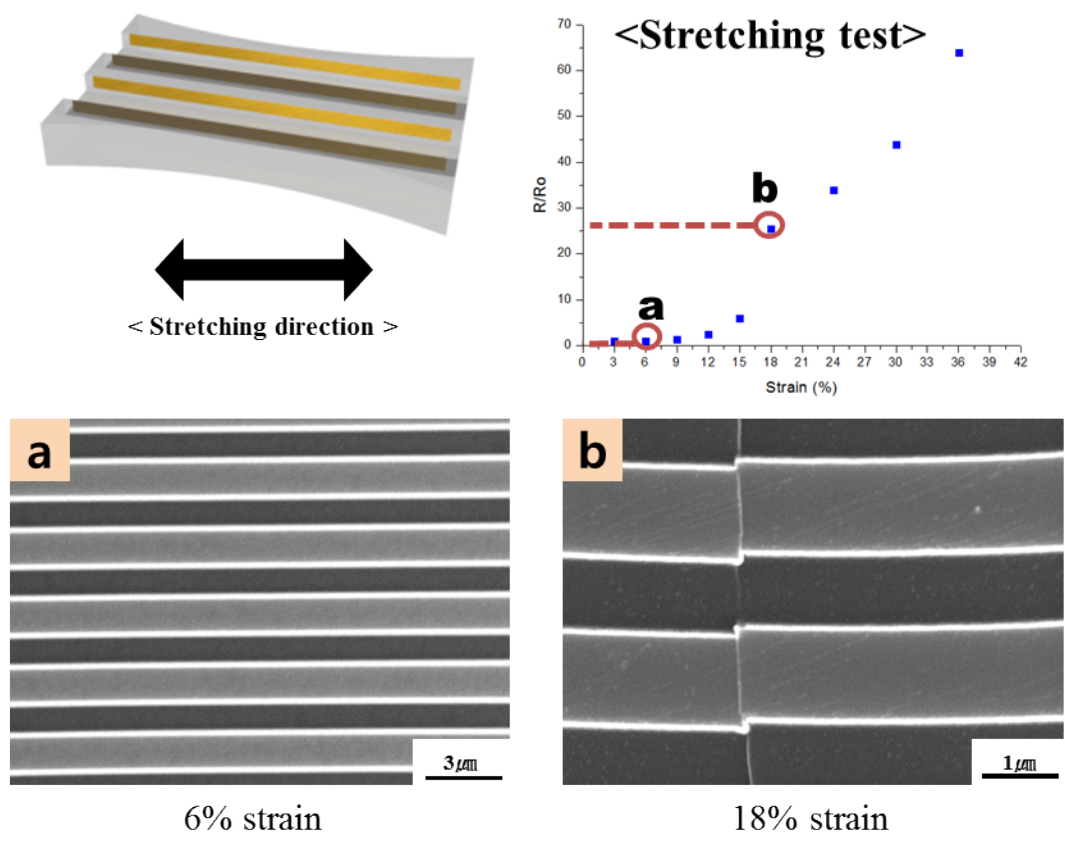 < Stretching direction >
<Stretching test>
70
60
50
40
30
20
10
0
R/Ro
b
a
0 3 6 9 12 15 18 21 24 27 30 33 36 39 42
Strain (%)
a
3㎛
6% strain
b
1㎛
18% strain